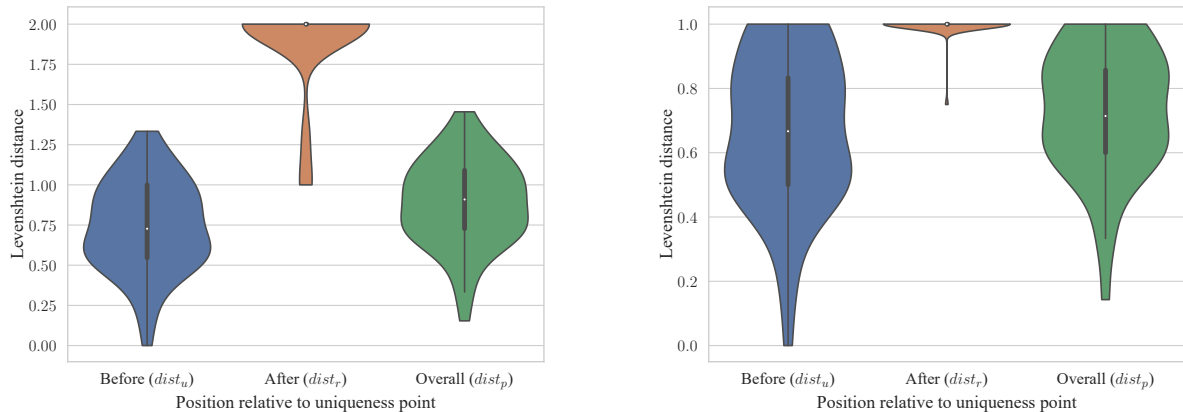 Levenshtein distance
2.00
1.75
1.50
1.25
1.00
0.75
0.50
0.25
0.00
Before (dist_u) After (dist_r) Overall (dist_p)
Position relative to uniqueness point
Levenshtein distance
1.0
0.8
0.6
0.4
0.2
0.0
Before (dist_u) After (dist_r) Overall (dist_p)
Position relative to uniqueness point